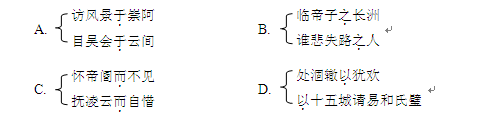 A. 访风景于崇阿
目吴会于云间
B. 临帝子之长洲
谁悲失路之人
C. 怀帝阍而不见
抚凌云而自惜
D. 处涸辙以犹欢
以十五城请易和氏璧